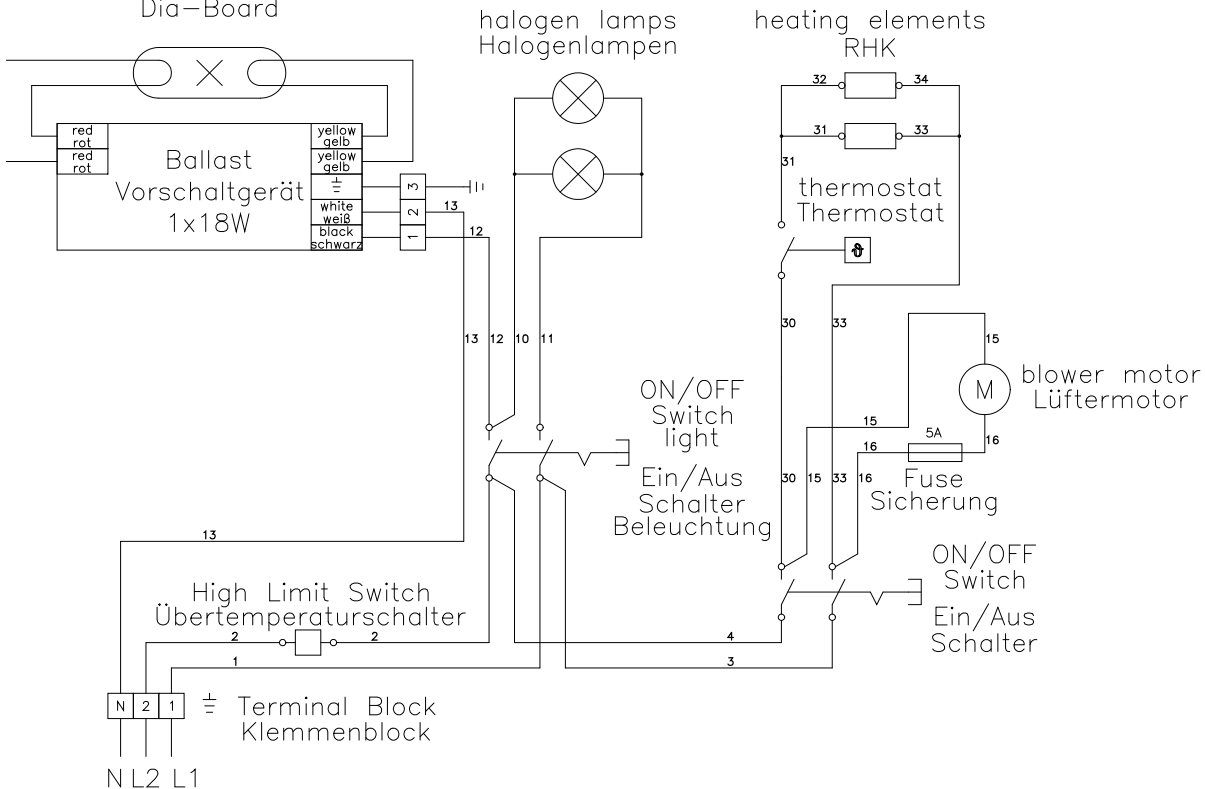 Dia-Board
halogen lamps
Halogenlampen
heating elements
RHK
32
34
31
33
31
red
rot
red
rot
Ballast
Vorschaltgerät
1x18W
yellow
gelb
yellow
gelb
white
weiß
black
schwarz
3
2
1
13
12
thermostat
Thermostat
ϑ
13
12
10
11
30
33
15
blower motor
Lüftermotor
M
ON/OFF
Switch
light
Ein/Aus
Schalter
Beleuchtung
15
16
5A
16
Fuse
Sicherung
30
15
33
16
ON/OFF
Switch
Ein/Aus
Schalter
13
High Limit Switch
Übertemperaturschalter
2
2
1
4
3
N
2
1
Terminal Block
Klemmenblock
N L2 L1